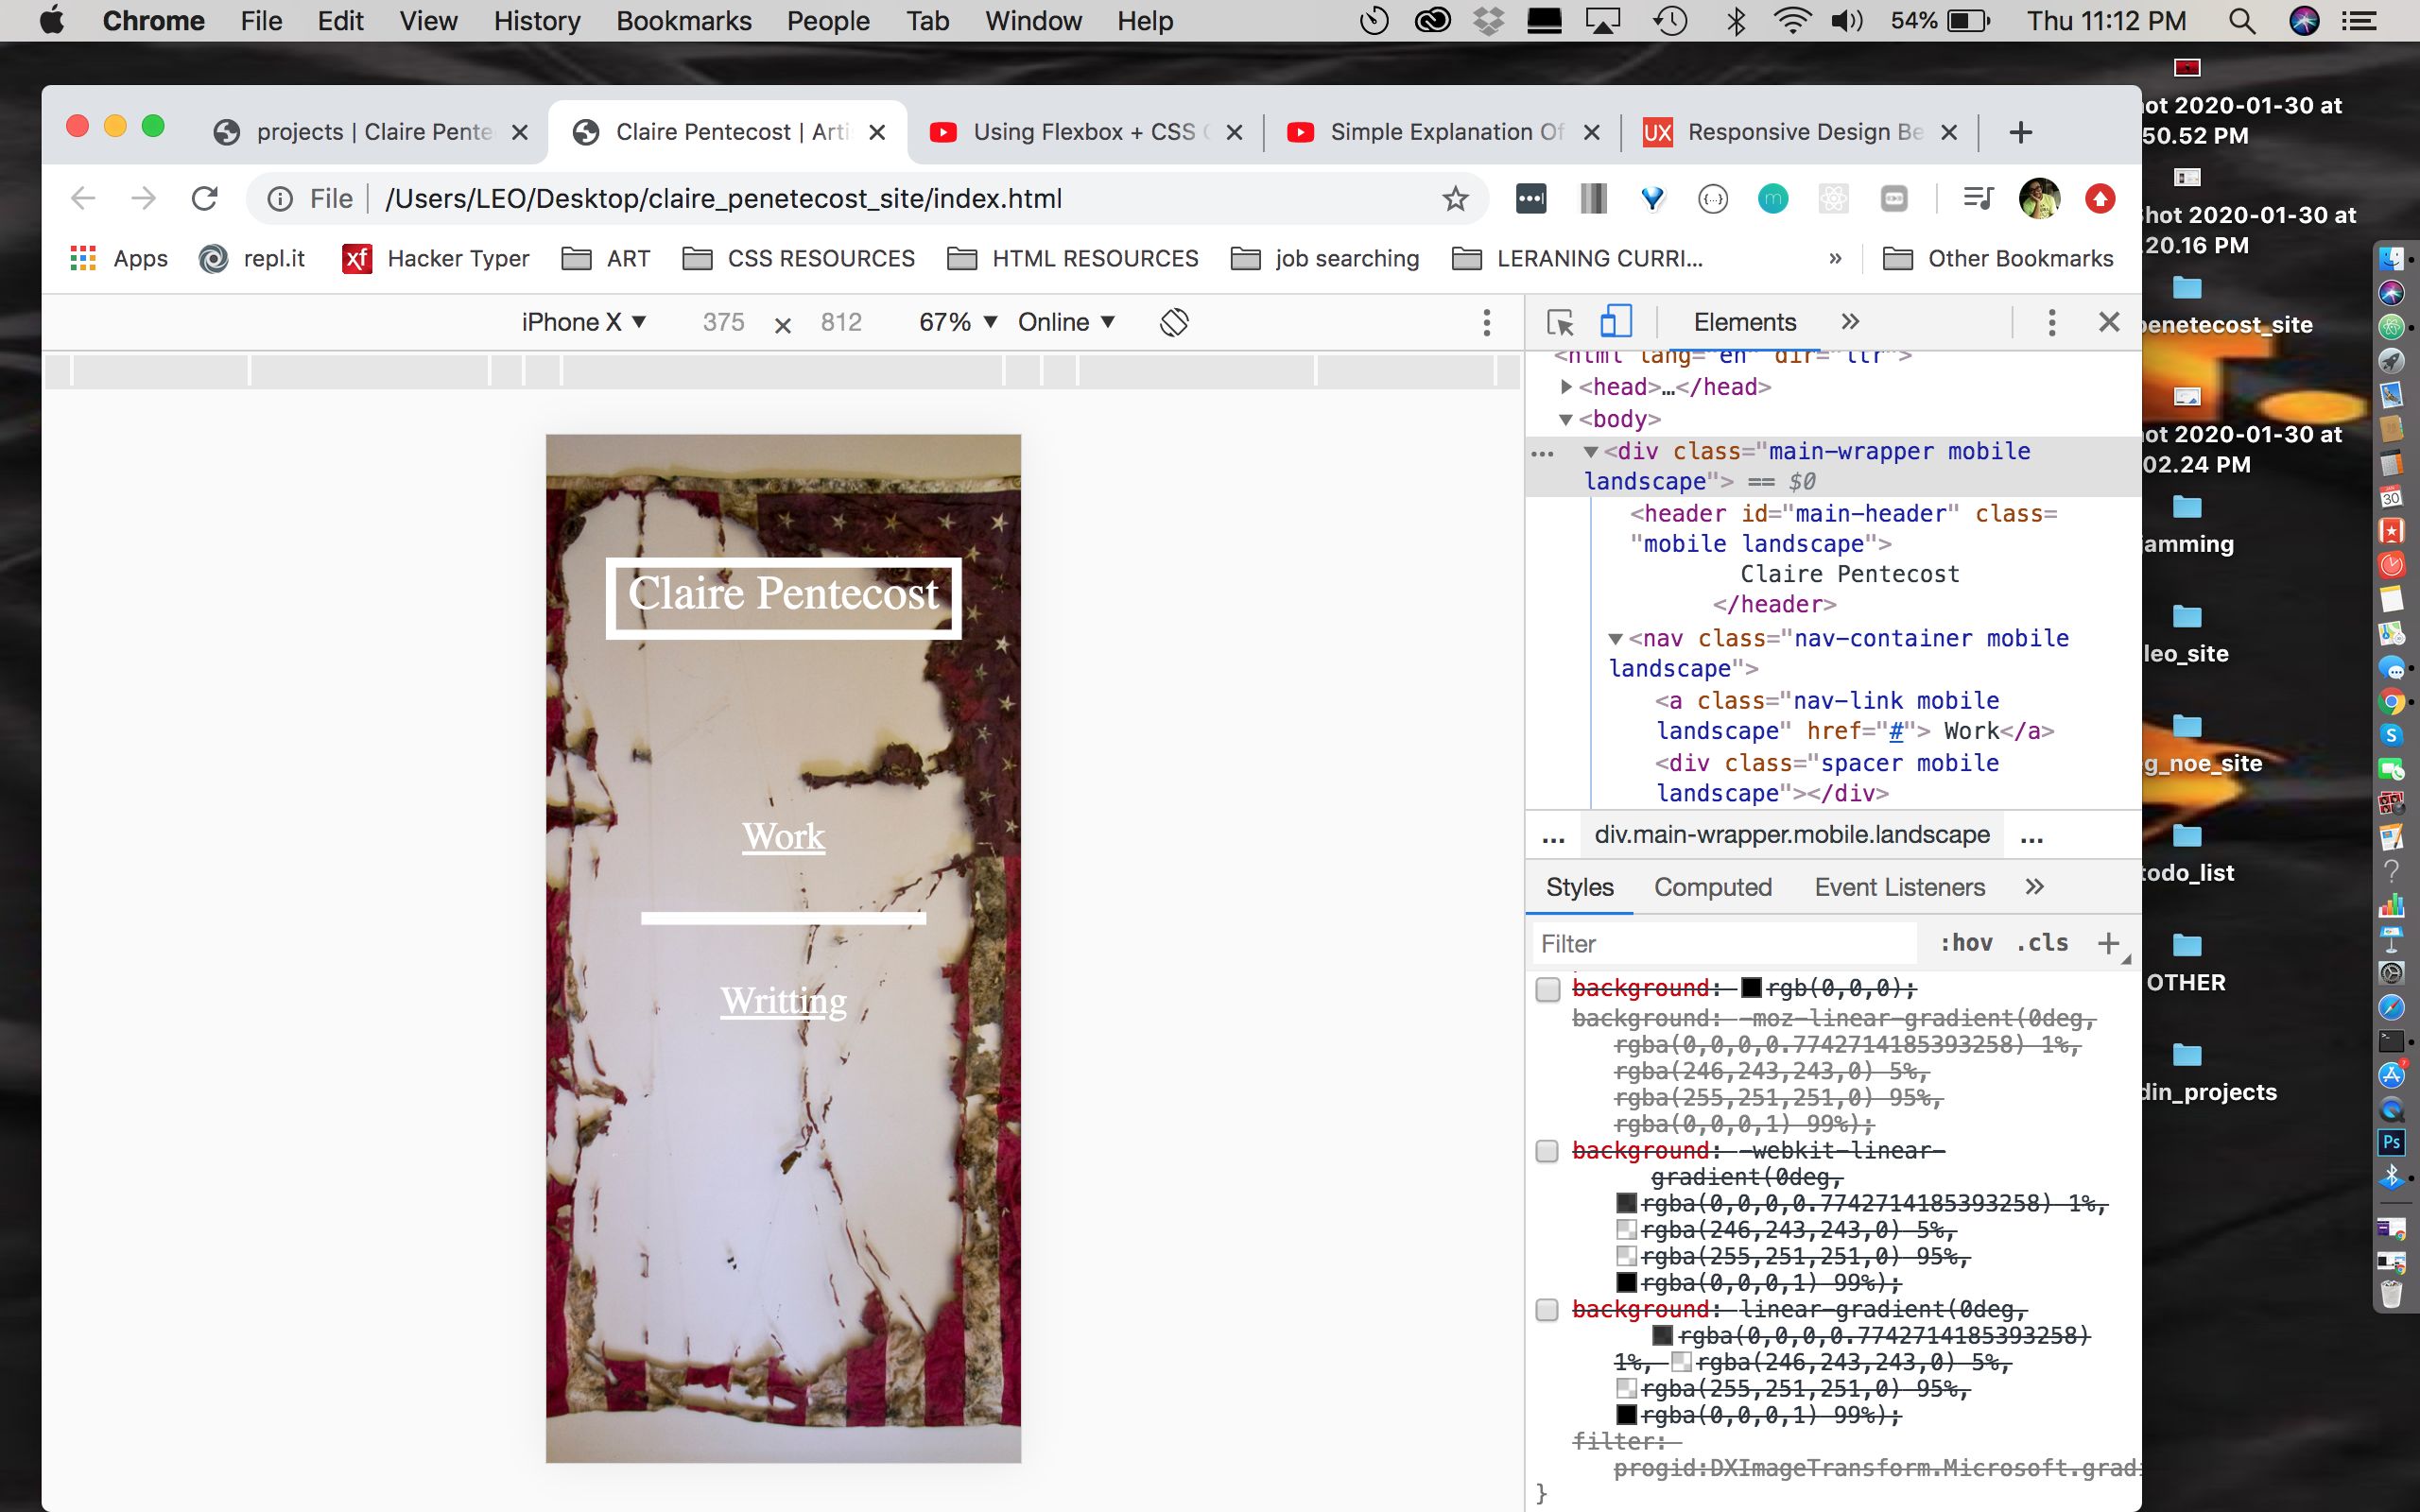 Chrome File Edit View History Bookmarks People Tab Window Help 54% Thu 11:12 PM
projects | Claire Pente Claire Pentecost | Arti Using Flexbox + CSS Simple Explanation Of Responsive Design Be
File /Users/LEO/Desktop/claire_penetecost_site/index.html
Apps repl.it xf Hacker Typer ART CSS RESOURCES HTML RESOURCES job searching LERANING CURRI... » Other Bookmarks
iPhone X 375 × 812 67% Online
Elements »
<html lang="en" dir="ltr">
<head>…</head>
<body>
<div class="main-wrapper mobile
landscape"> == $0
<header id="main-header" class=
"mobile landscape">
Claire Pentecost
</header>
<nav class="nav-container mobile
landscape">
<a class="nav-link mobile
landscape" href="#"> Work</a>
<div class="spacer mobile
landscape"></div>
... div.main-wrapper.mobile.landscape ...
Styles Computed Event Listeners »
Filter :hov .cls +
background: rgb(0,0,0);
background: -moz-linear-gradient(0deg,
rgba(0,0,0,0.7742714185393258) 1%,
rgba(246,243,243,0) 5%,
rgba(255,251,251,0) 95%,
rgba(0,0,0,1) 99%);
background: -webkit-linear-
gradient(0deg,
rgba(0,0,0,0.7742714185393258) 1%,
rgba(246,243,243,0) 5%,
rgba(255,251,251,0) 95%,
rgba(0,0,0,1) 99%);
background: linear-gradient(0deg,
rgba(0,0,0,0.7742714185393258)
1%, rgba(246,243,243,0) 5%,
rgba(255,251,251,0) 95%,
rgba(0,0,0,1) 99%);
filter:
progid:DXImageTransform.Microsoft.gradi
}
Claire Pentecost
Work
Writting
ot 2020-01-30 at
50.52 PM
hot 2020-01-30 at
.20.16 PM
penetecost_site
ot 2020-01-30 at
02.24 PM
jamming
leo_site
g_noe_site
todo_list
OTHER
din_projects
UX
Ps
30